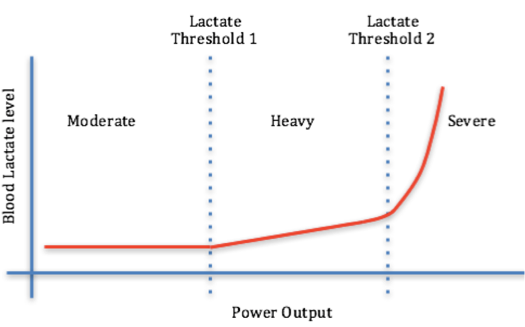 Lactate
Threshold 1
Lactate
Threshold 2
Blood Lactate level
Moderate
Heavy
Severe
Power Output